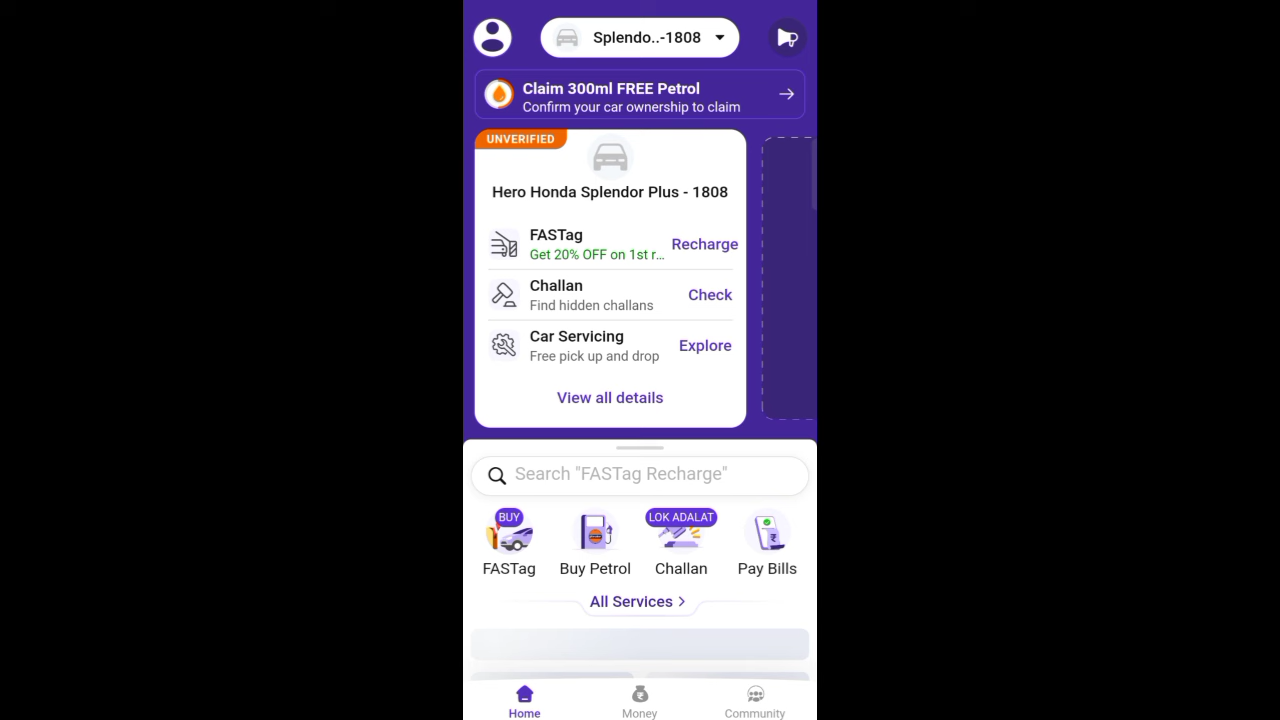 Splendo..-1808
Claim 300ml FREE Petrol
Confirm your car ownership to claim
UNVERIFIED
Hero Honda Splendor Plus - 1808
FASTag
Get 20% OFF on 1st r...
Recharge
Challan
Find hidden challans
Check
Car Servicing
Free pick up and drop
Explore
View all details
Search "FASTag Recharge"
BUY
LOK ADALAT
FASTag
Buy Petrol
Challan
Pay Bills
All Services >
Home
Money
Community